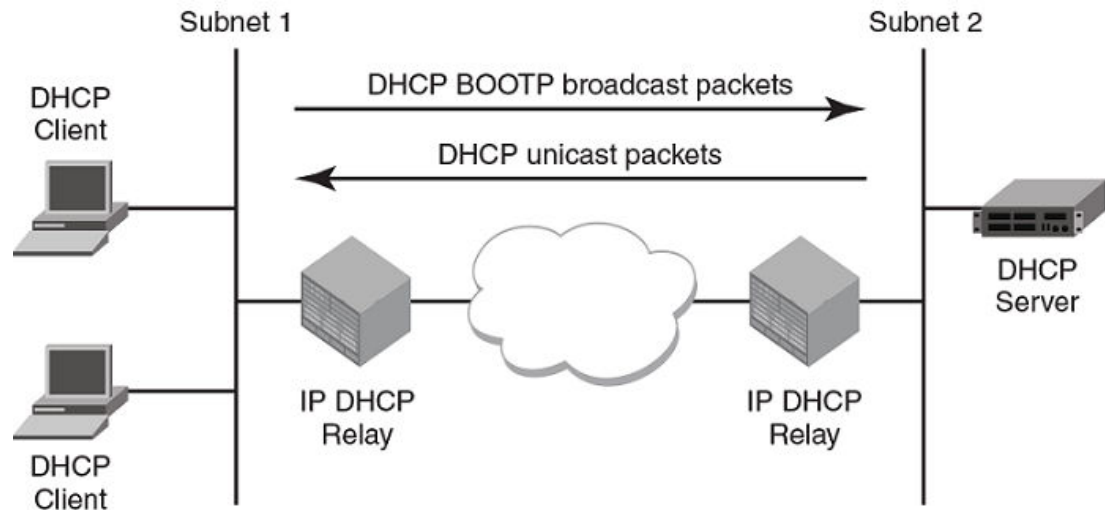 Subnet 1
Subnet 2
DHCP BOOTP broadcast packets
DHCP
Client
DHCP unicast packets
DHCP
Server
IP DHCP
Relay
IP DHCP
Relay
DHCP
Client